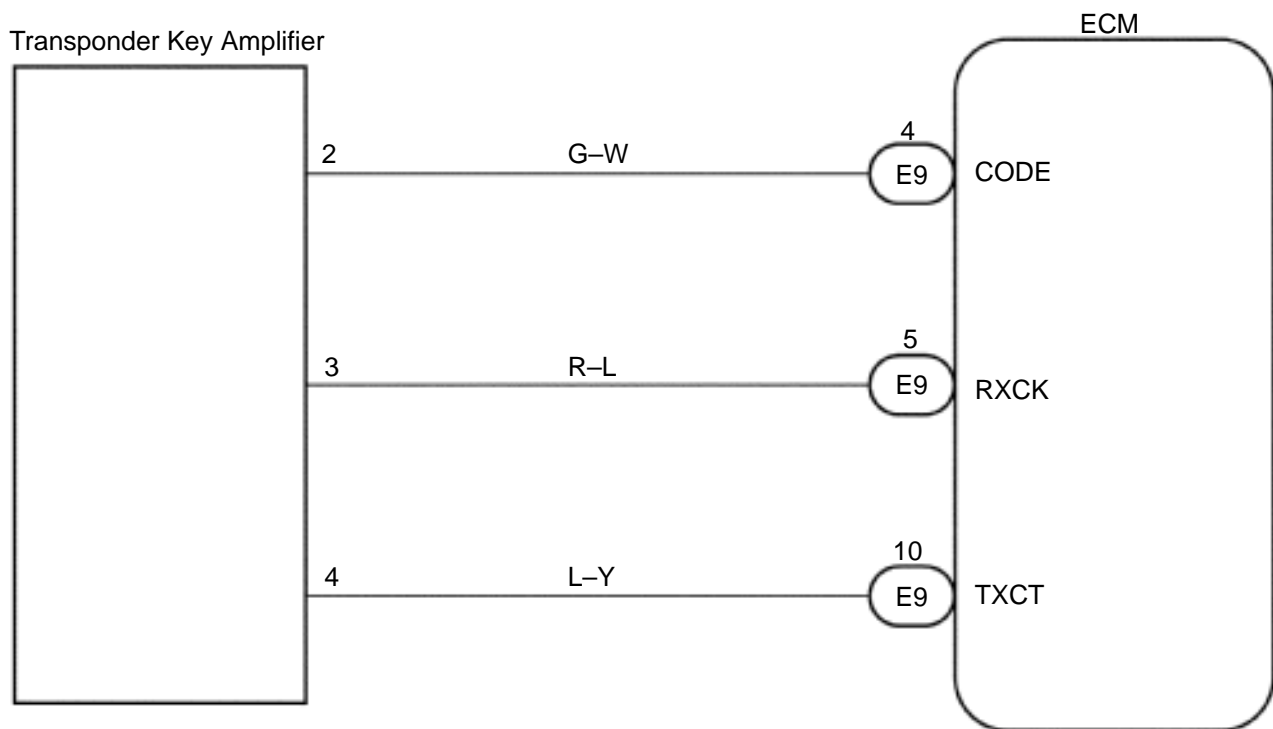 ECM
Transponder Key Amplifier
2
G–W
4
E9
CODE
3
R–L
5
E9
RXCK
4
L–Y
10
E9
TXCT